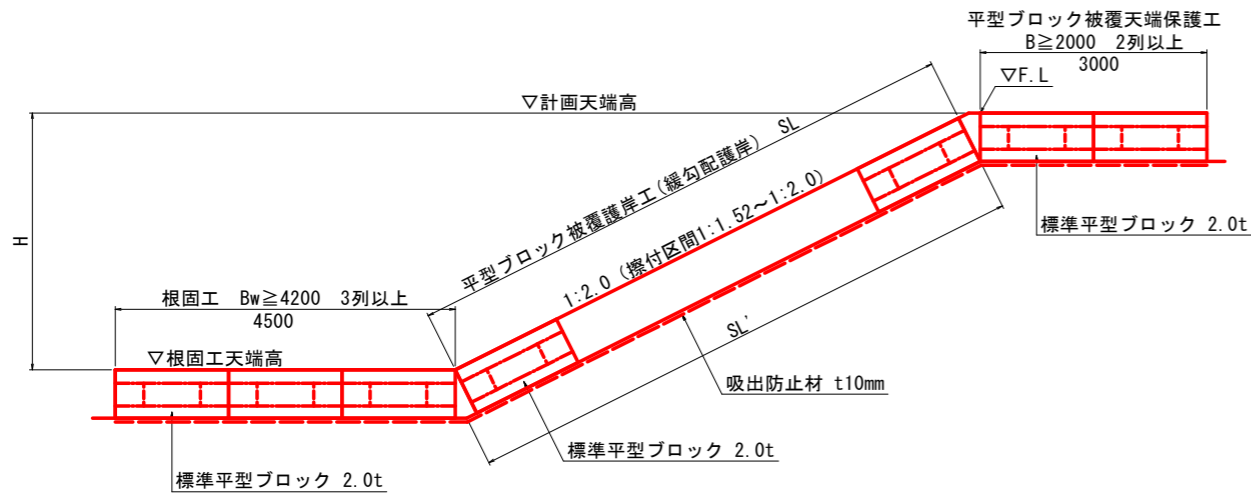 平型ブロック被覆天端保護工
B≧2000　2列以上
3000
▽F.L
▽計画天端高
平型ブロック被覆護岸工(緩勾配護岸)　SL
1:2.0 (擦付区間1:1.52～1:2.0)
H
標準平型ブロック 2.0t
根固工　Bw≧4200　3列以上
4500
SL'
▽根固工天端高
吸出防止材 t10mm
標準平型ブロック 2.0t
標準平型ブロック 2.0t